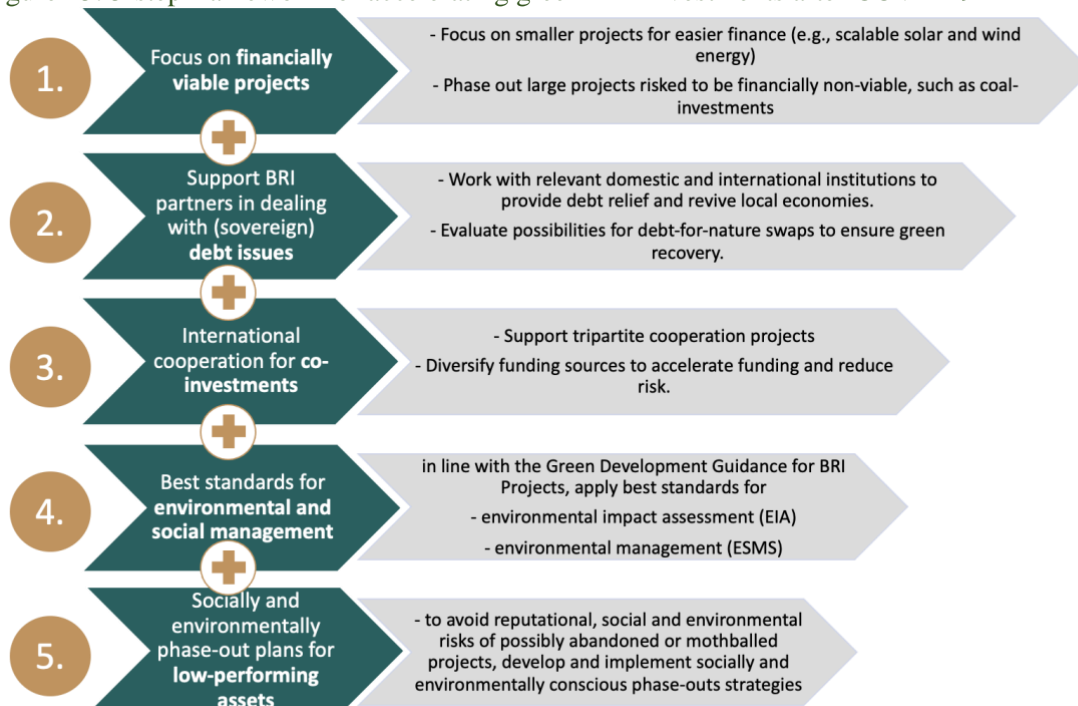 1.
Focus on financially
viable projects
- Focus on smaller projects for easier finance (e.g., scalable solar and wind
energy)
- Phase out large projects risked to be financially non-viable, such as coal-
investments
2.
Support BRI
partners in dealing
with (sovereign)
debt issues
- Work with relevant domestic and international institutions to
provide debt relief and revive local economies.
- Evaluate possibilities for debt-for-nature swaps to ensure green
recovery.
3.
International
cooperation for co-
investments
- Support tripartite cooperation projects
- Diversify funding sources to accelerate funding and reduce
risk.
4.
Best standards for
environmental and
social management
in line with the Green Development Guidance for BRI
Projects, apply best standards for
- environmental impact assessment (EIA)
- environmental management (ESMS)
5.
Socially and
environmentally
phase-out plans for
low-performing
assets
- to avoid reputational, social and environmental
risks of possibly abandoned or mothballed
projects, develop and implement socially and
environmentally conscious phase-outs strategies